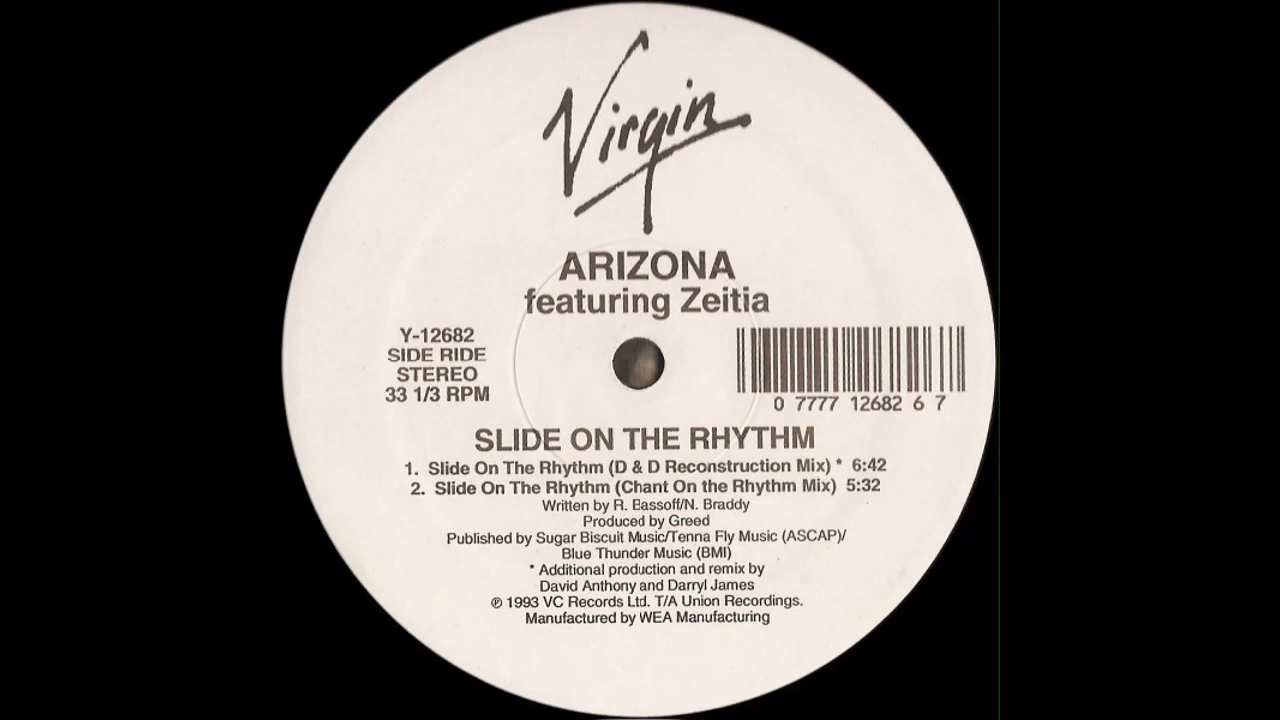 Virgin
ARIZONA
featuring Zeitia
Y-12682
SIDE RIDE
STEREO
33 1/3 RPM
0 7777 12682 6 7
SLIDE ON THE RHYTHM
1. Slide On The Rhythm (D & D Reconstruction Mix) * 6:42
2. Slide On The Rhythm (Chant On the Rhythm Mix) 5:32
Written by R. Bassoff/N. Braddy
Produced by Greed
Published by Sugar Biscuit Music/Tenna Fly Music (ASCAP)/
Blue Thunder Music (BMI)
* Additional production and remix by
David Anthony and Darryl James
℗ 1993 VC Records Ltd. T/A Union Recordings.
Manufactured by WEA Manufacturing